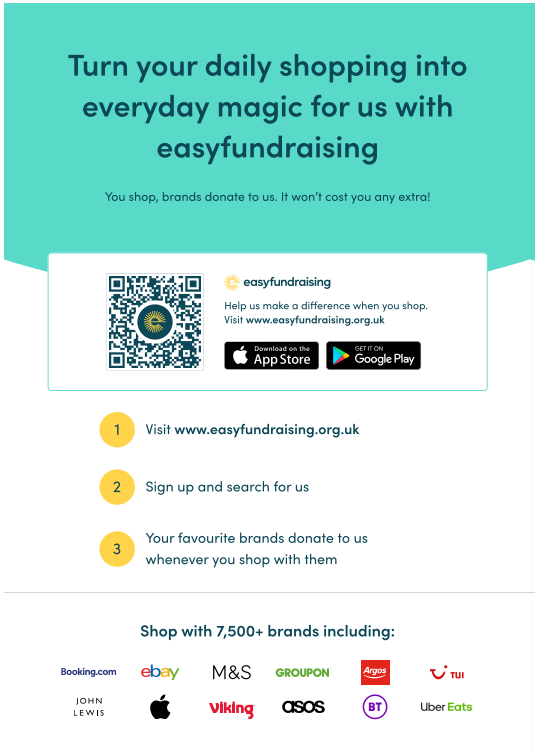 Turn your daily shopping into
everyday magic for us with
easyfundraising
You shop, brands donate to us. It won't cost you any extra!
easyfundraising
Help us make a difference when you shop.
Visit www.easyfundraising.org.uk
Download on the
App Store
GET IT ON
Google Play
1 Visit www.easyfundraising.org.uk
2 Sign up and search for us
3 Your favourite brands donate to us
whenever you shop with them
Shop with 7,500+ brands including:
Booking.com ebay M&S GROUPON Argos TUI
JOHN
LEWIS
viking asos BT Uber Eats